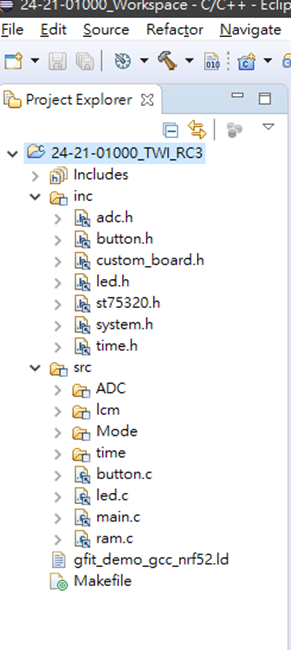 24-21-01000_Workspace - C/C++ - Eclip
File Edit Source Refactor Navigate
010
Project Explorer
24-21-01000_TWI_RC3
Includes
inc
adc.h
button.h
custom_board.h
led.h
st75320.h
system.h
time.h
src
ADC
lcm
Mode
time
button.c
led.c
main.c
ram.c
gfit_demo_gcc_nrf52.ld
Makefile